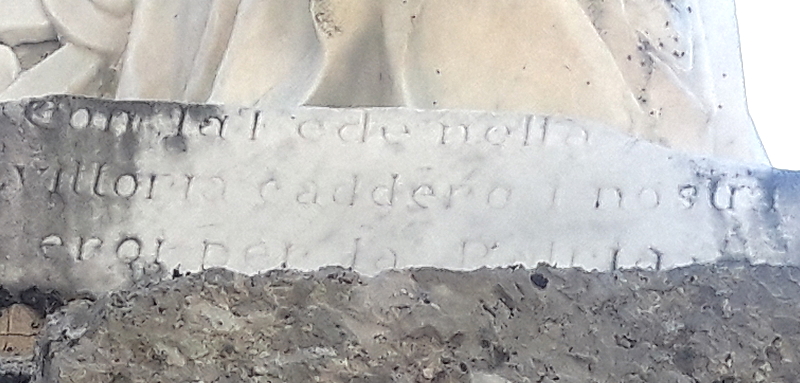 con la Fede nella
Vittoria caddero i nostri
eroi per la Patria